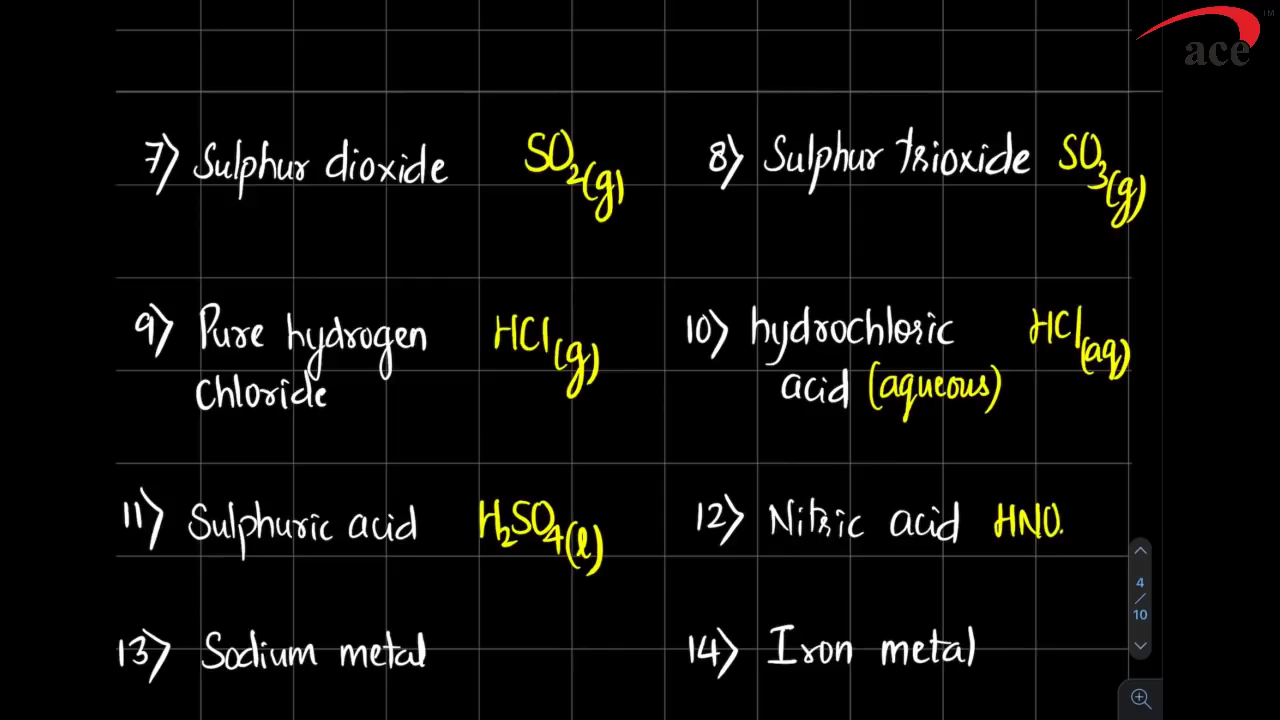 ace™
7) Sulphur dioxide SO₂(g)
8) Sulphur trioxide SO₃(g)
9) Pure hydrogen HCl(g)
chloride
10) hydrochloric HCl(aq)
acid (aqueous)
11) Sulphuric acid H₂SO₄(l)
12) Nitric acid HNO.
4
/
10
13) Sodium metal
14) Iron metal